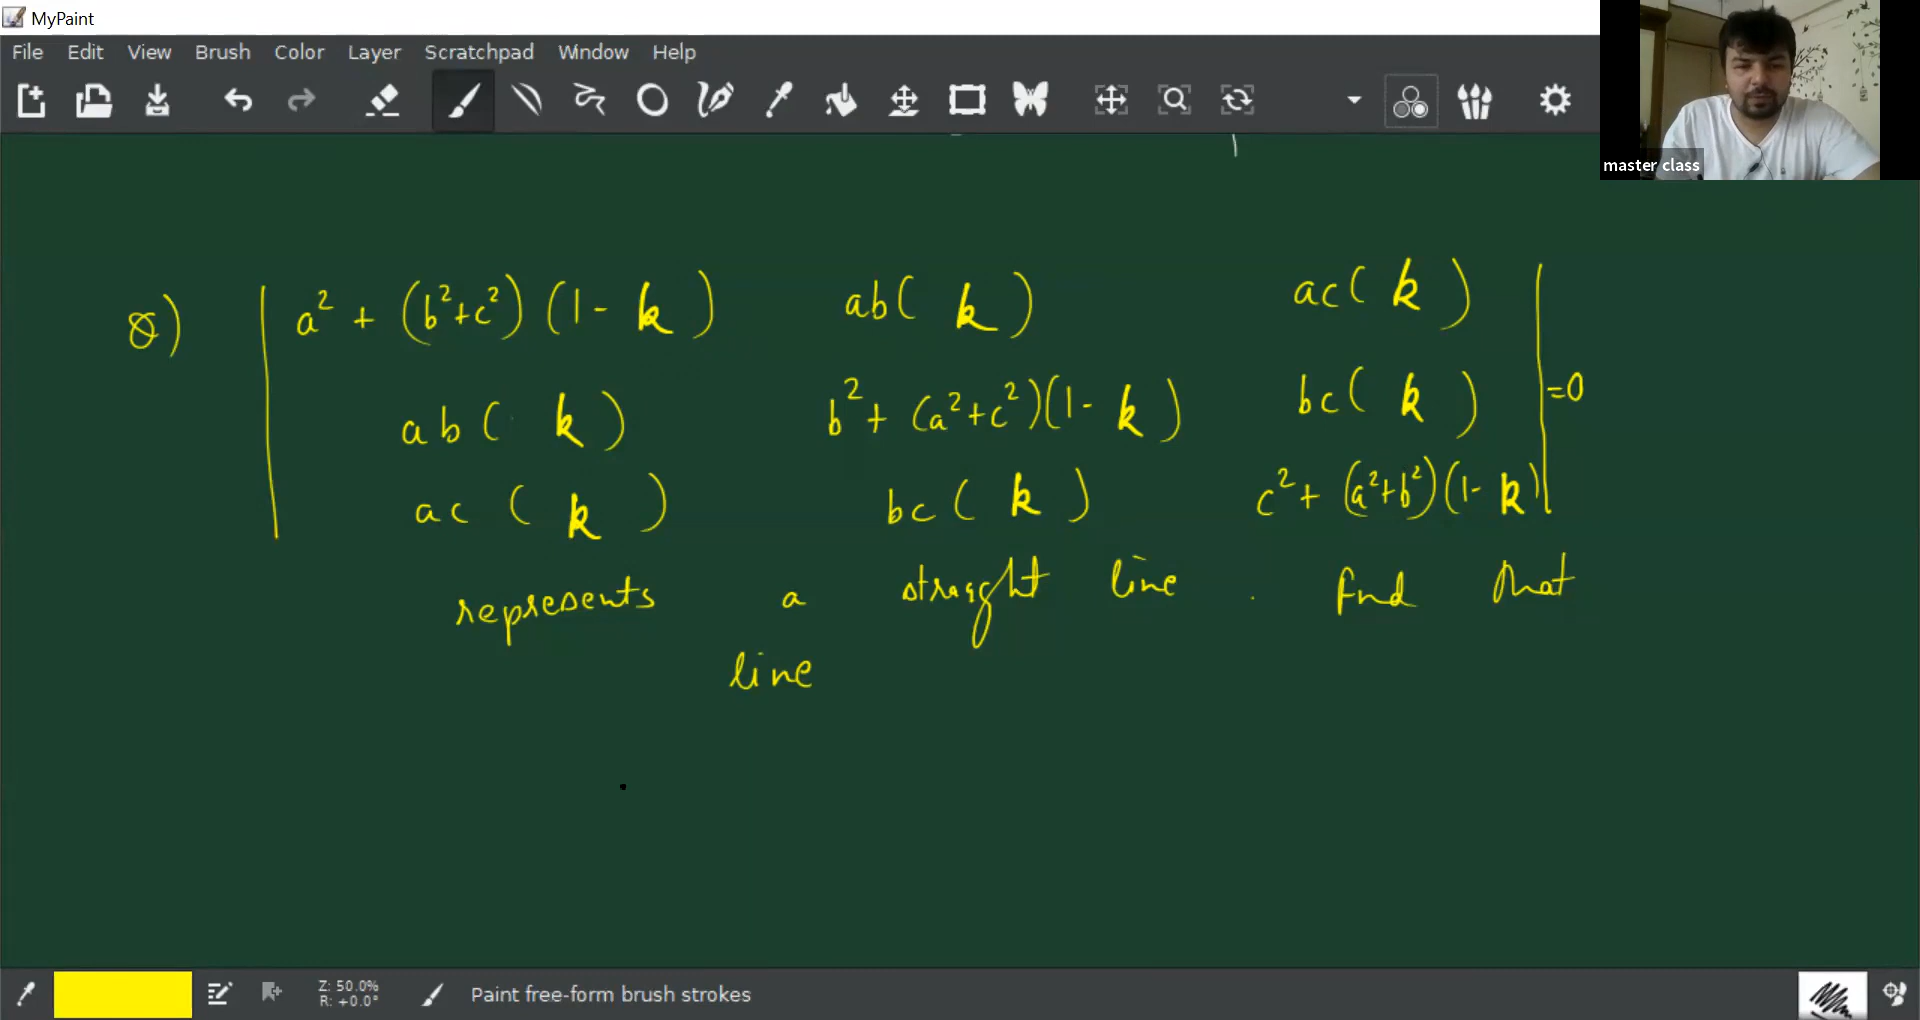 MyPaint
File Edit View Brush Color Layer Scratchpad Window Help
master class
Q) | a² + (b²+c²) (1 - k) ab( k ) ac( k ) |
ab( k ) b² + (a²+c²)(1 - k ) bc( k ) =0
ac ( k ) bc ( k ) c² + (a²+b²)(1 - k)
represents a straight line . find that
line
Z: 50.0%
R: +0.0°
Paint free-form brush strokes